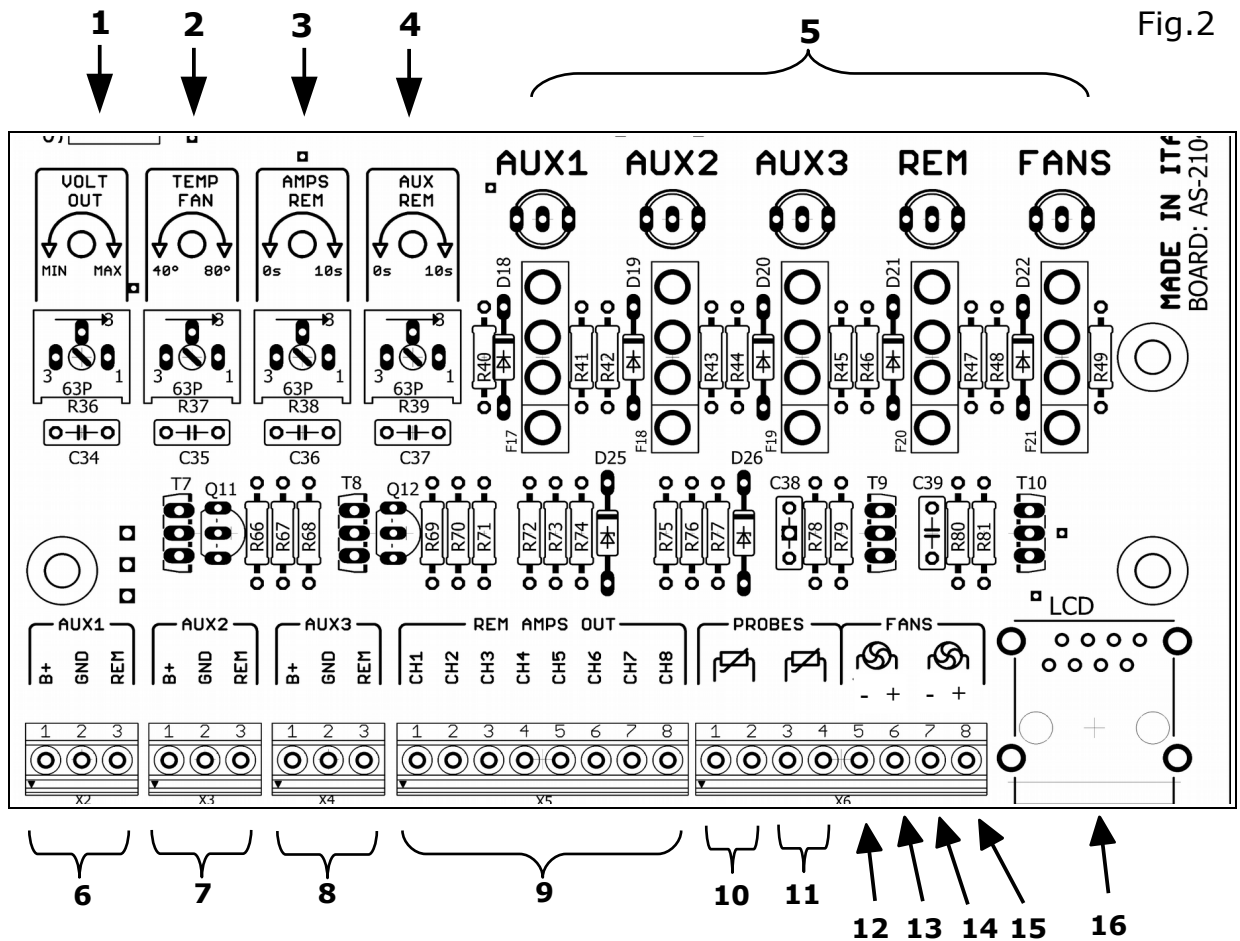 Fig.2
1 2 3 4 5
VOLT OUT
MIN MAX
TEMP FAN
40° 80°
AMPS REM
0s 10s
AUX REM
0s 10s
AUX1 AUX2 AUX3 REM FANS
MADE IN
BOARD: AS-210
D18 D19 D20 D21 D22
3 3 3 3
3 1 3 1 3 1 3 1
63P 63P 63P 63P
R36 R37 R38 R39
C34 C35 C36 C37
R40 R41 R42 R43 R44 R45 R46 R47 R48 R49
F17 F18 F19 F20 F21
D25 D26
T7 Q11 T8 Q12 C38 T9 C39 T10
R66 R67 R68 R69 R70 R71 R72 R73 R74 R75 R76 R77 R78 R79 R80 R81
LCD
AUX1 AUX2 AUX3 REM AMPS OUT PROBES FANS
B+ GND REM B+ GND REM B+ GND REM CH1 CH2 CH3 CH4 CH5 CH6 CH7 CH8
- + - +
1 2 3 1 2 3 1 2 3 1 2 3 4 5 6 7 8 1 2 3 4 5 6 7 8
X2 X3 X4 X5 X6
6 7 8 9 10 11 12 13 14 15 16